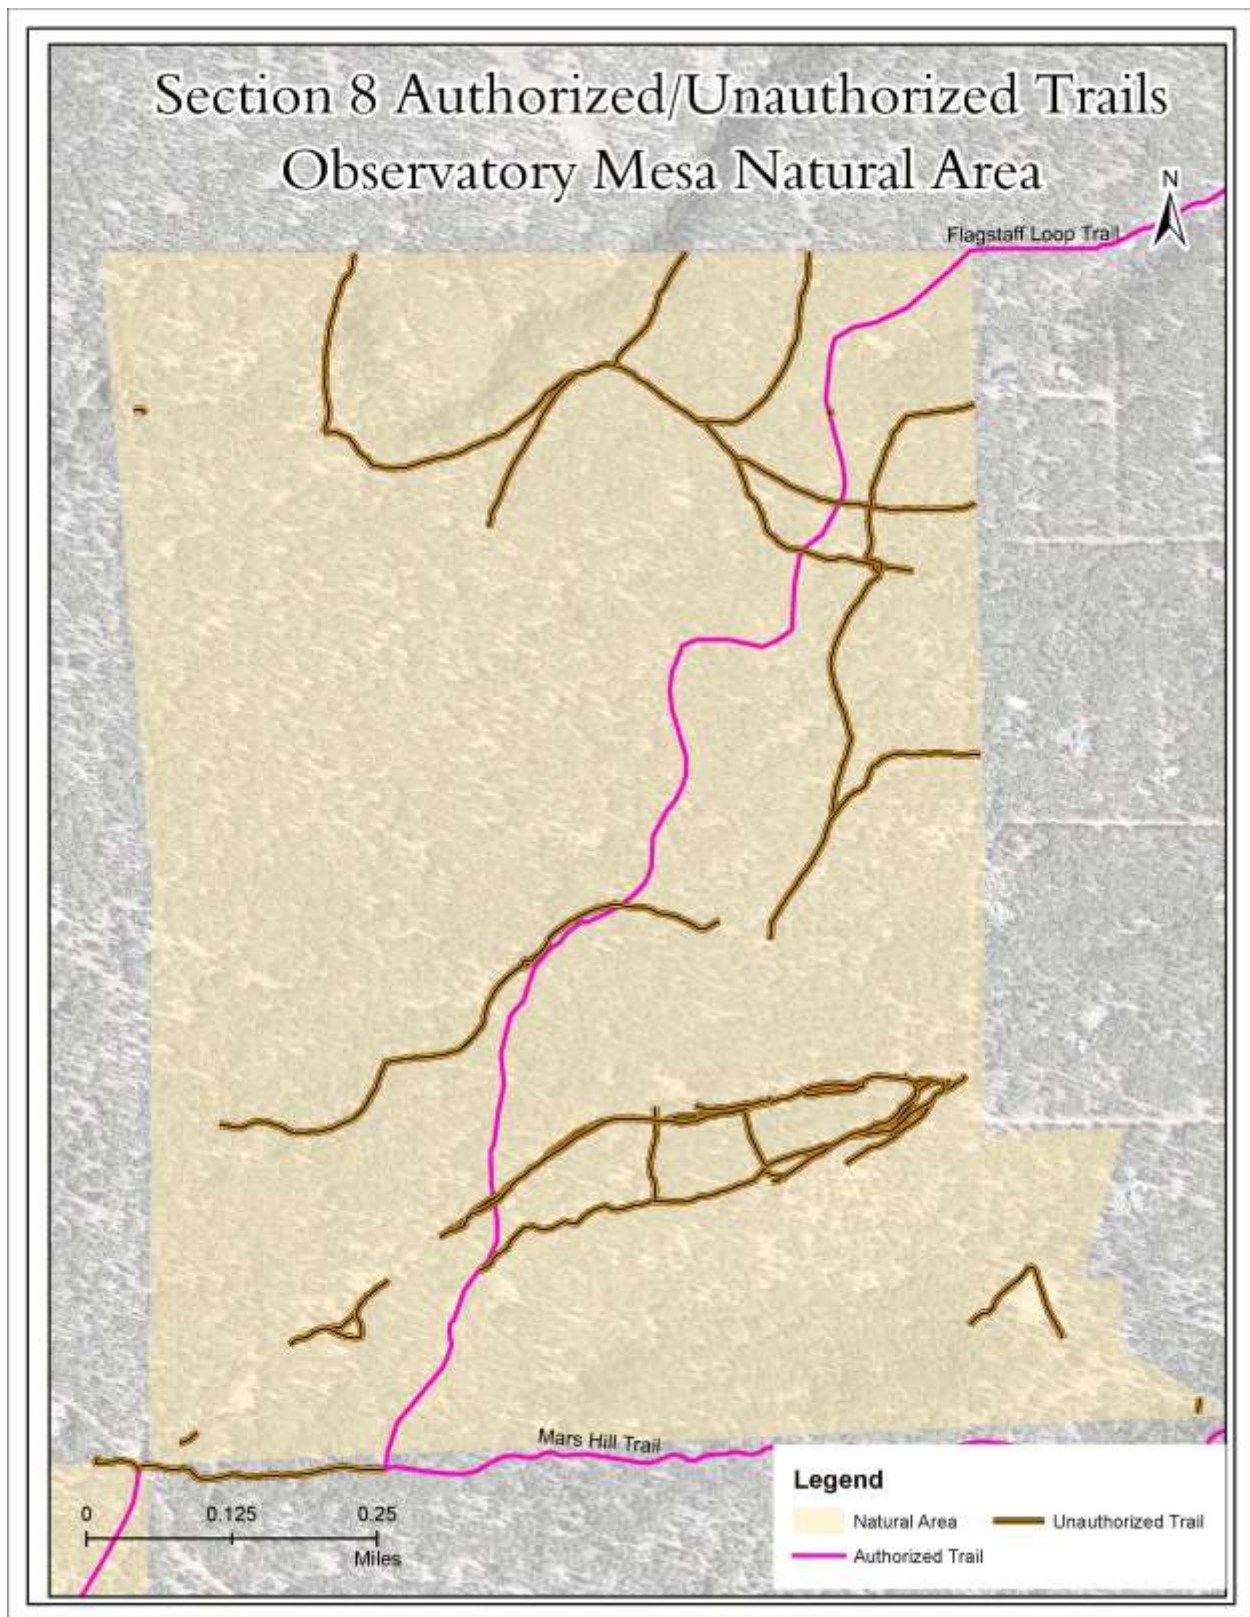 Section 8 Authorized/Unauthorized Trails
Observatory Mesa Natural Area
N
Flagstaff Loop Trail
Mars Hill Trail
0 0.125 0.25
Miles
Legend
Natural Area
Unauthorized Trail
Authorized Trail